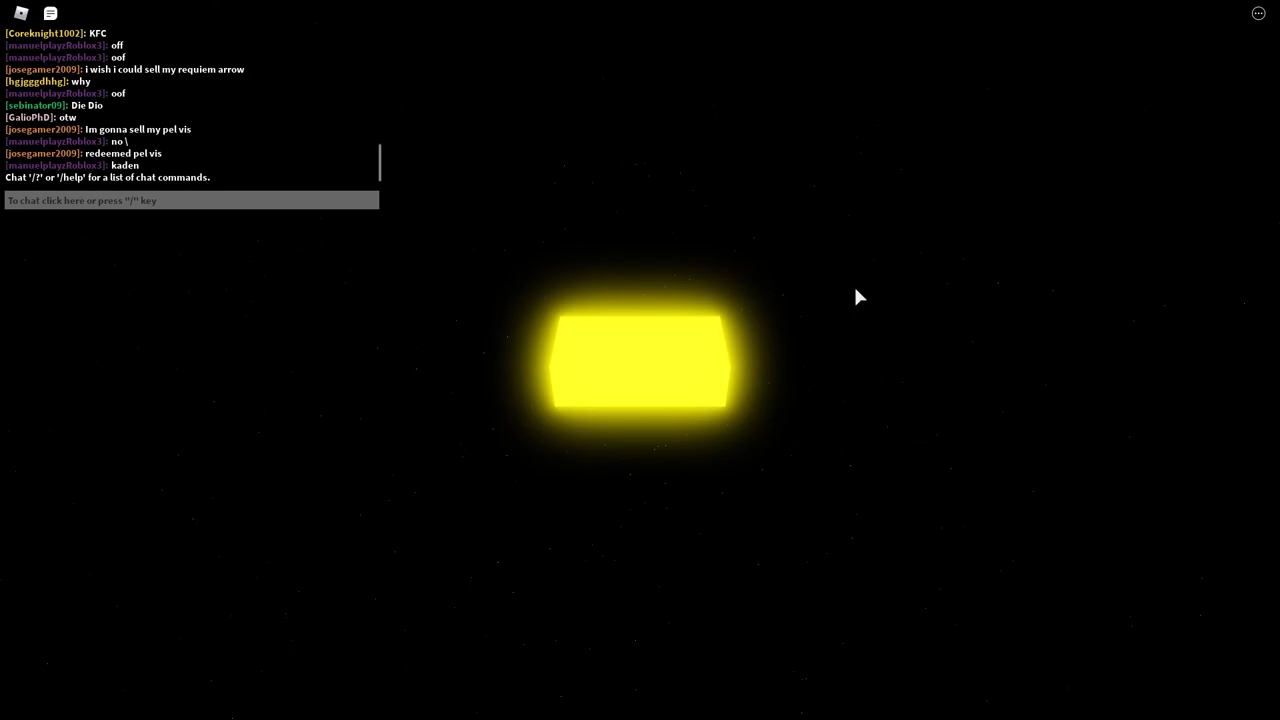 [Coreknight1002]: KFC
[manuelplayzRoblox3]: off
[manuelplayzRoblox3]: oof
[josegamer2009]: i wish i could sell my requiem arrow
[hgjgggdhhg]: why
[manuelplayzRoblox3]: oof
[sebinator09]: Die Dio
[GalioPhD]: otw
[josegamer2009]: Im gonna sell my pel vis
[manuelplayzRoblox3]: no \
[josegamer2009]: redeemed pel vis
[manuelplayzRoblox3]: kaden
Chat '/?' or '/help' for a list of chat commands.
To chat click here or press "/" key